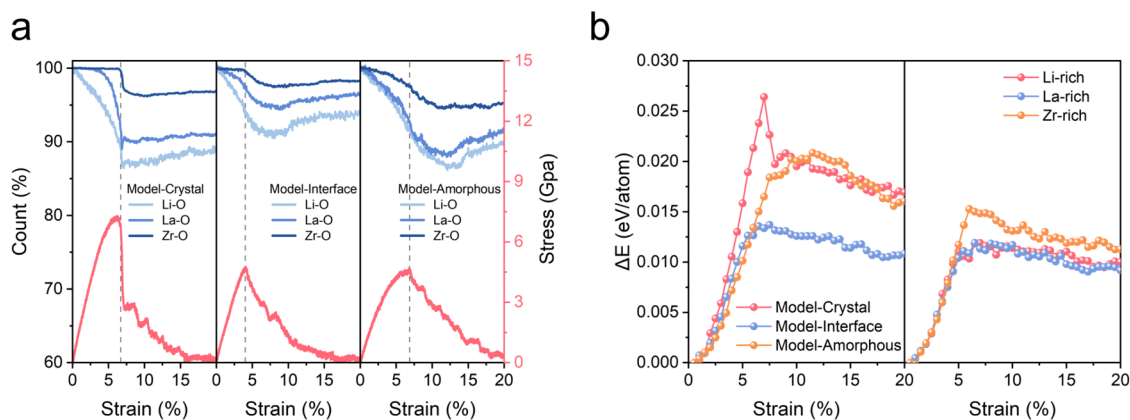 a
b
Count (%)
100
90
80
70
60
Model-Crystal
Li-O
La-O
Zr-O
Model-Interface
Li-O
La-O
Zr-O
Model-Amorphous
Li-O
La-O
Zr-O
15
12
9
6
3
0
Stress (Gpa)
0 5 10 15 0 5 10 15 0 5 10 15 20
Strain (%) Strain (%) Strain (%)
ΔE (eV/atom)
0.030
0.025
0.020
0.015
0.010
0.005
0.000
Model-Crystal
Model-Interface
Model-Amorphous
Li-rich
La-rich
Zr-rich
0 5 10 15 20 5 10 15 20
Strain (%) Strain (%)